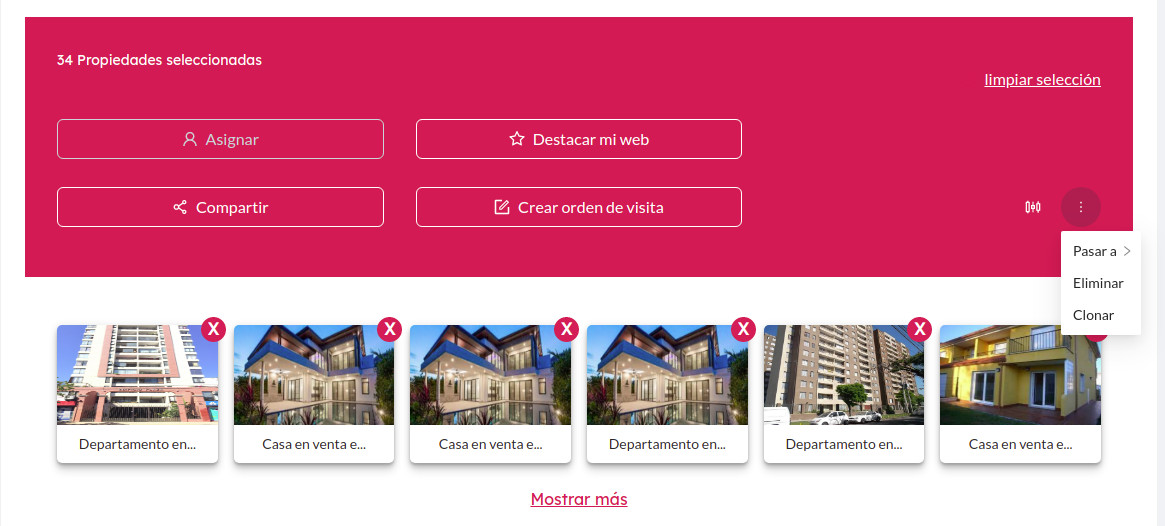 34 Propiedades seleccionadas
limpiar selección
Asignar
Destacar mi web
Compartir
Crear orden de visita
Pasar a
Eliminar
Clonar
X
X
X
X
X
Departamento en...
Casa en venta e...
Casa en venta e...
Departamento en...
Departamento en...
Casa en venta e...
Mostrar más